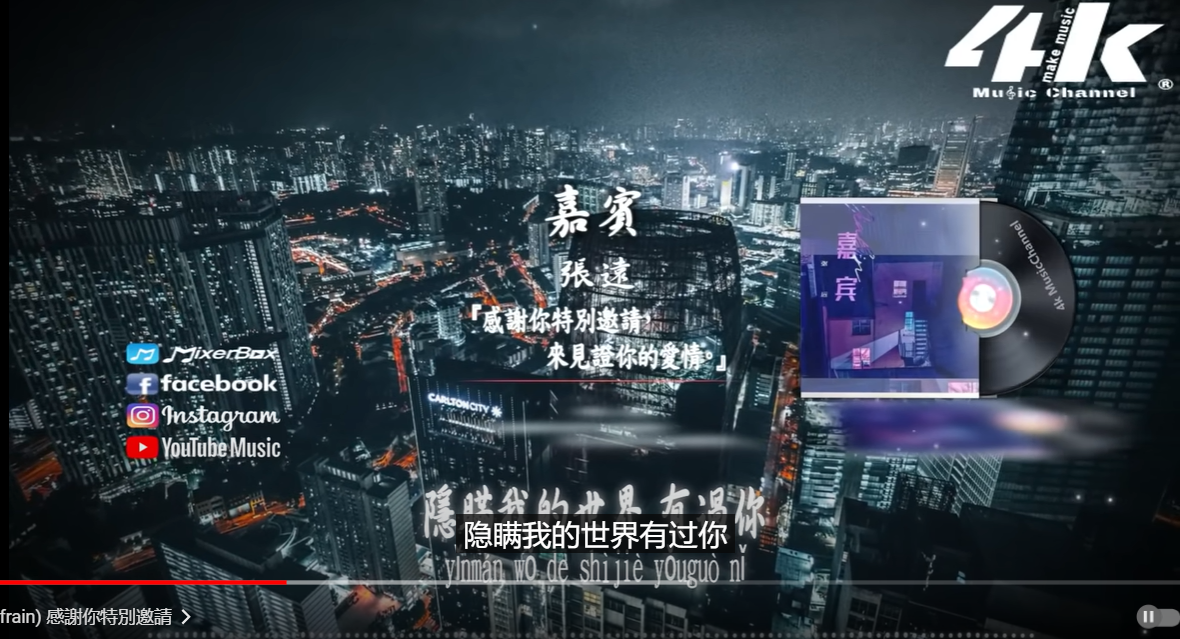 4k
make music
Music Channel
®
嘉賓
張遠
『感謝你特別邀請，
來見證你的愛情。』
嘉宾
4k MusicChannel
MixerBox
facebook
Instagram
YouTube Music
CARLTON CITY
隱瞞我的世界有過你
隐瞒我的世界有过你
yǐnmán wǒ de shìjiè yǒuguò nǐ
frain) 感謝你特別邀請